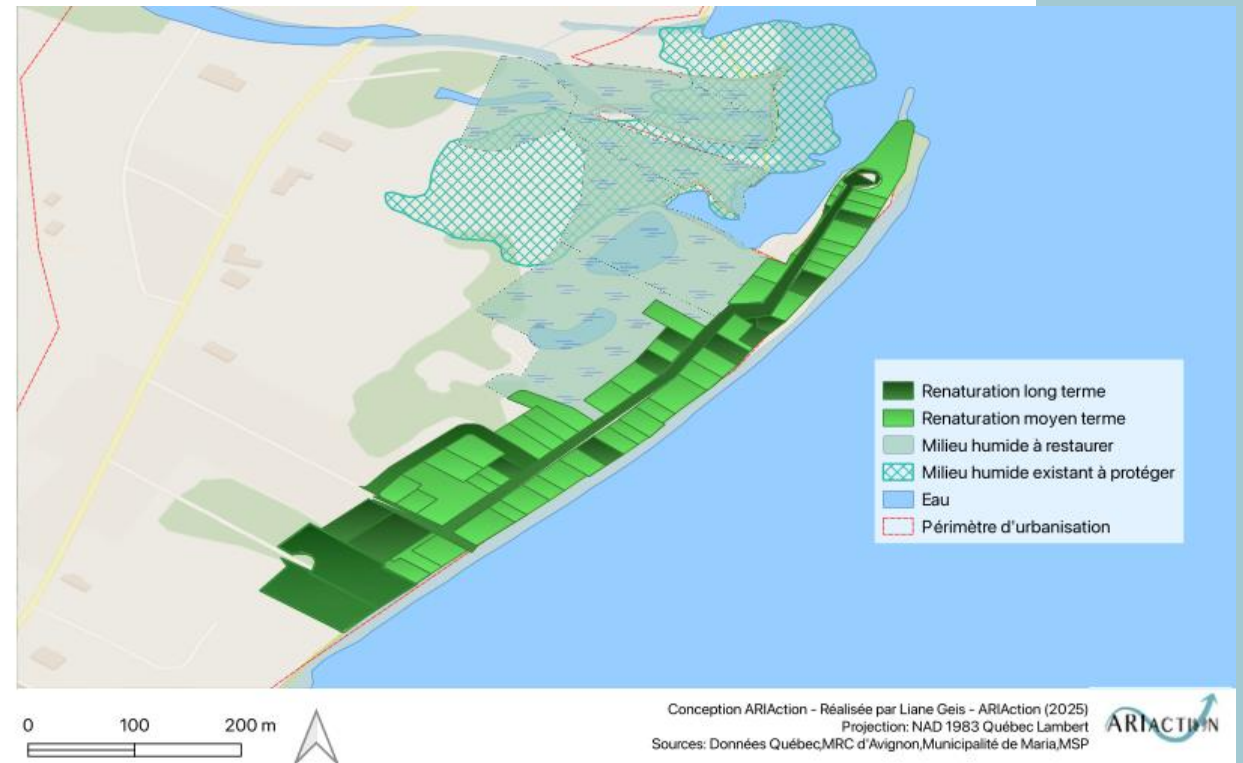 Renaturation long terme
Renaturation moyen terme
Milieu humide à restaurer
Milieu humide existant à protéger
Eau
Périmètre d'urbanisation
0 100 200 m
Conception ARIAction - Réalisée par Liane Geis - ARIAction (2025)
Projection: NAD 1983 Québec Lambert
Sources: Données Québec,MRC d'Avignon,Municipalité de Maria,MSP
ARIACTION